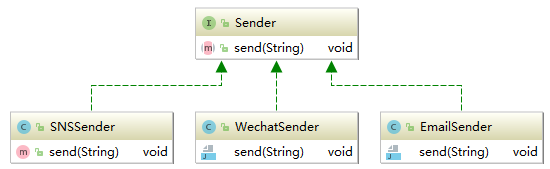 Sender
send(String) void
SNSSender
send(String) void
WechatSender
send(String) void
EmailSender
send(String) void